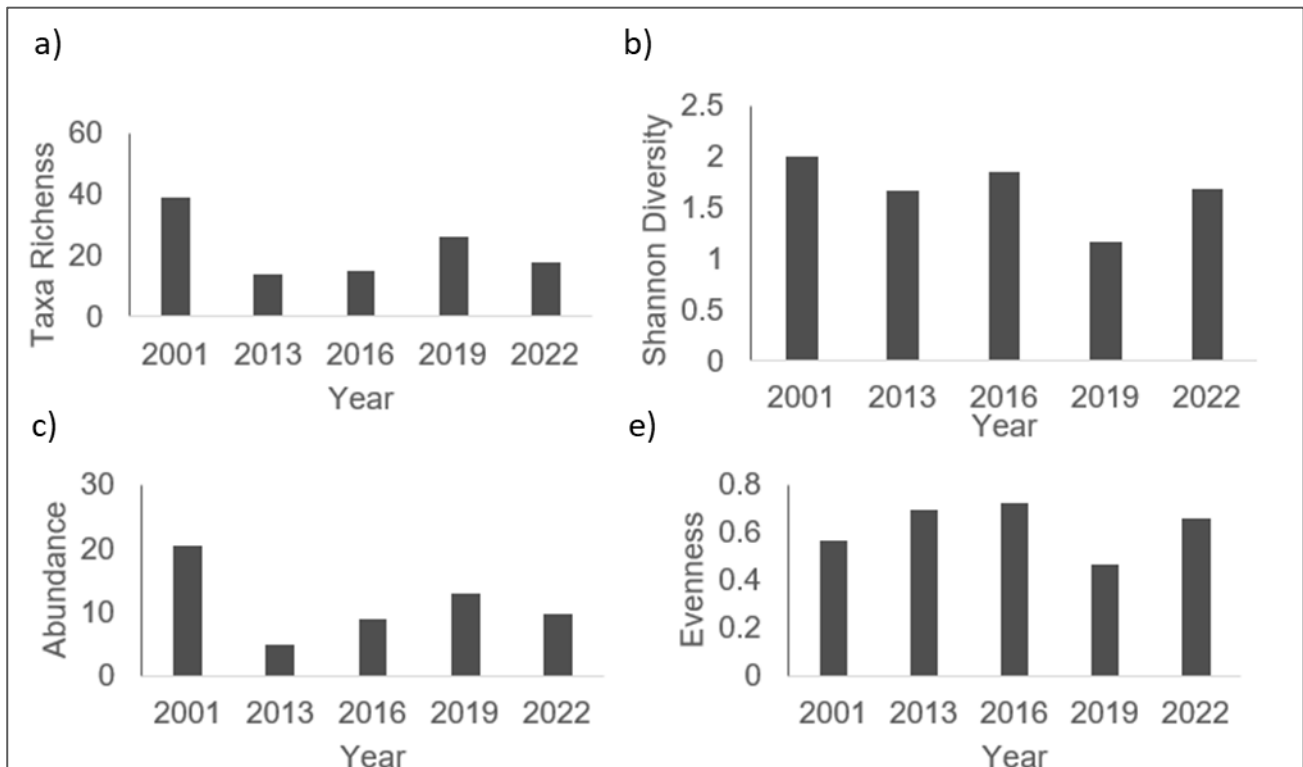 a)
Taxa Richenss
60
40
20
0
2001 2013 2016 2019 2022
Year
b)
Shannon Diversity
2.5
2
1.5
1
0.5
0
2001 2013 2016 2019 2022
Year
c)
Abundance
30
20
10
0
2001 2013 2016 2019 2022
Year
e)
Evenness
0.8
0.6
0.4
0.2
0
2001 2013 2016 2019 2022
Year